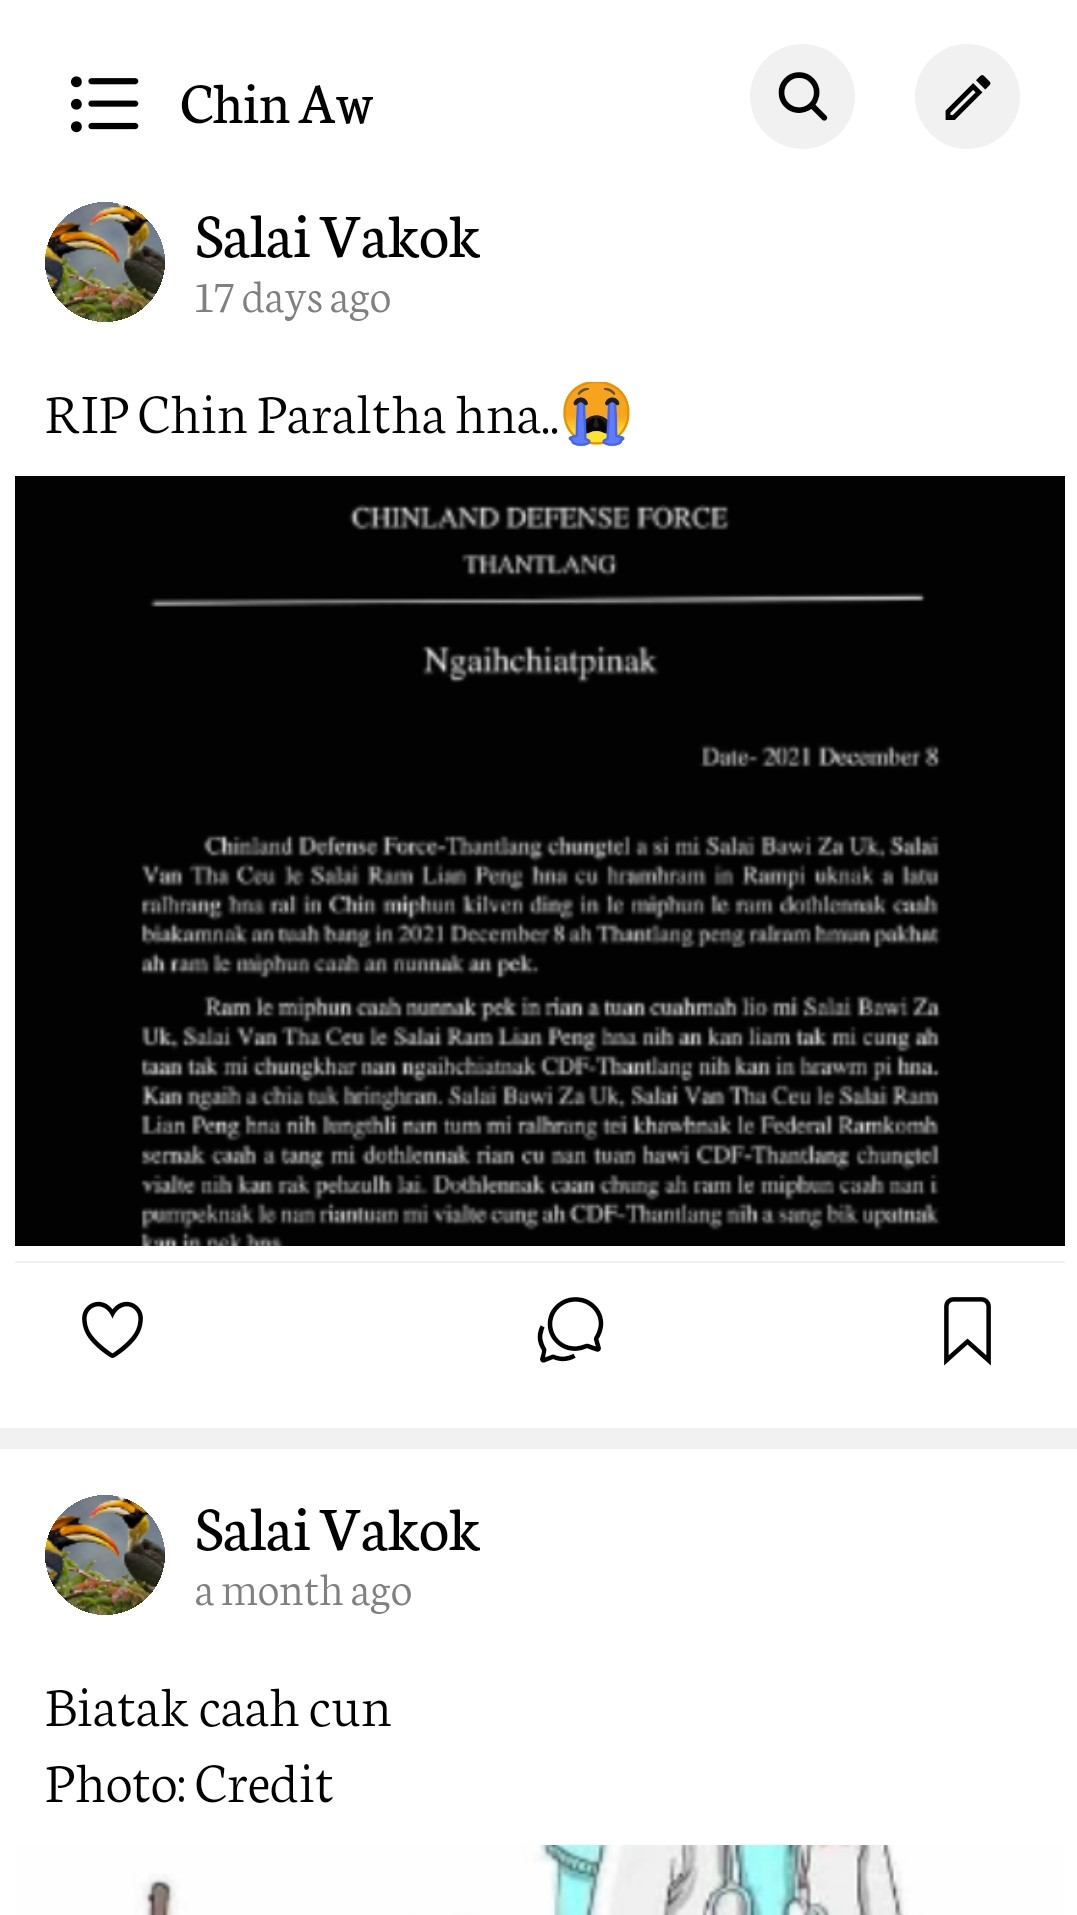 Chin Aw
Salai Vakok
17 days ago
RIP Chin Paraltha hna..😭
CHINLAND DEFENSE FORCE
THANTLANG
Ngaihchiatpinak
Date- 2021 December 8
Chinland Defense Force-Thantlang chungtel a si mi Salai Bawi Za Uk, Salai
Van Tha Ceu le Salai Ram Lian Peng hna cu hramhram in Rampi uknak a latu
ralhrang hna ral in Chin miphun kilven ding in le miphun le ram dothlennak caah
biakamnak an tuah bang in 2021 December 8 ah Thantlang peng ralram hmun pakhat
ah ram le miphun caah an nunnak an pek.
Ram le miphun caah nunnak pek in rian a tuan cuahmah lio mi Salai Bawi Za
Uk, Salai Van Tha Ceu le Salai Ram Lian Peng hna nih an kan liam tak mi cung ah
taan tak mi chungkhar nan ngaihchiatnak CDF-Thantlang nih kan in hrawm pi hna.
Kan ngaih a chia tuk hringhran. Salai Bawi Za Uk, Salai Van Tha Ceu le Salai Ram
Lian Peng hna nih lungthli nan tum mi ralhrang tei khawhnak le Federal Ramkomh
sernak caah a tang mi dothlennak rian cu nan tuan hawi CDF-Thantlang chungtel
vialte nih kan rak pehzulh lai. Dothlennak caan chung ah ram le miphun caah nan i
pumpeknak le nan riantuan mi vialte cung ah CDF-Thantlang nih a sang bik upatnak
kan in pek hna
Salai Vakok
a month ago
Biatak caah cun
Photo: Credit